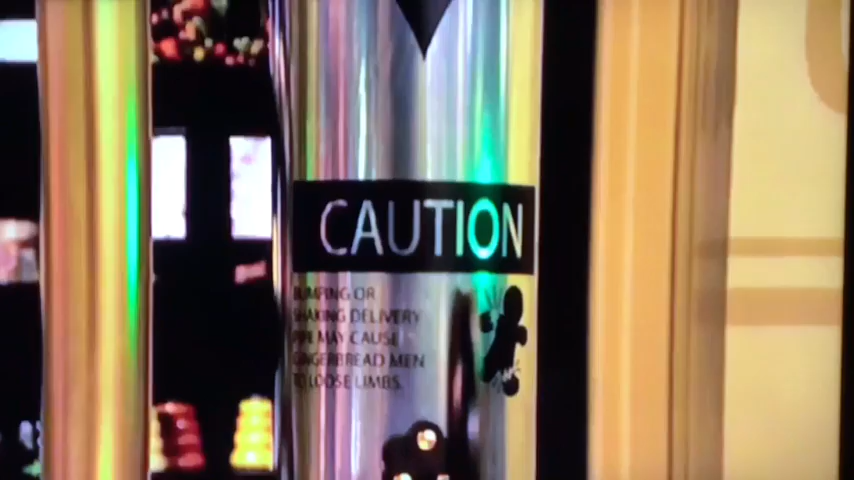 CAUTION
BUMPING OR
SHAKING DELIVERY
PIPE MAY CAUSE
GINGERBREAD MEN
TO LOOSE LIMBS.